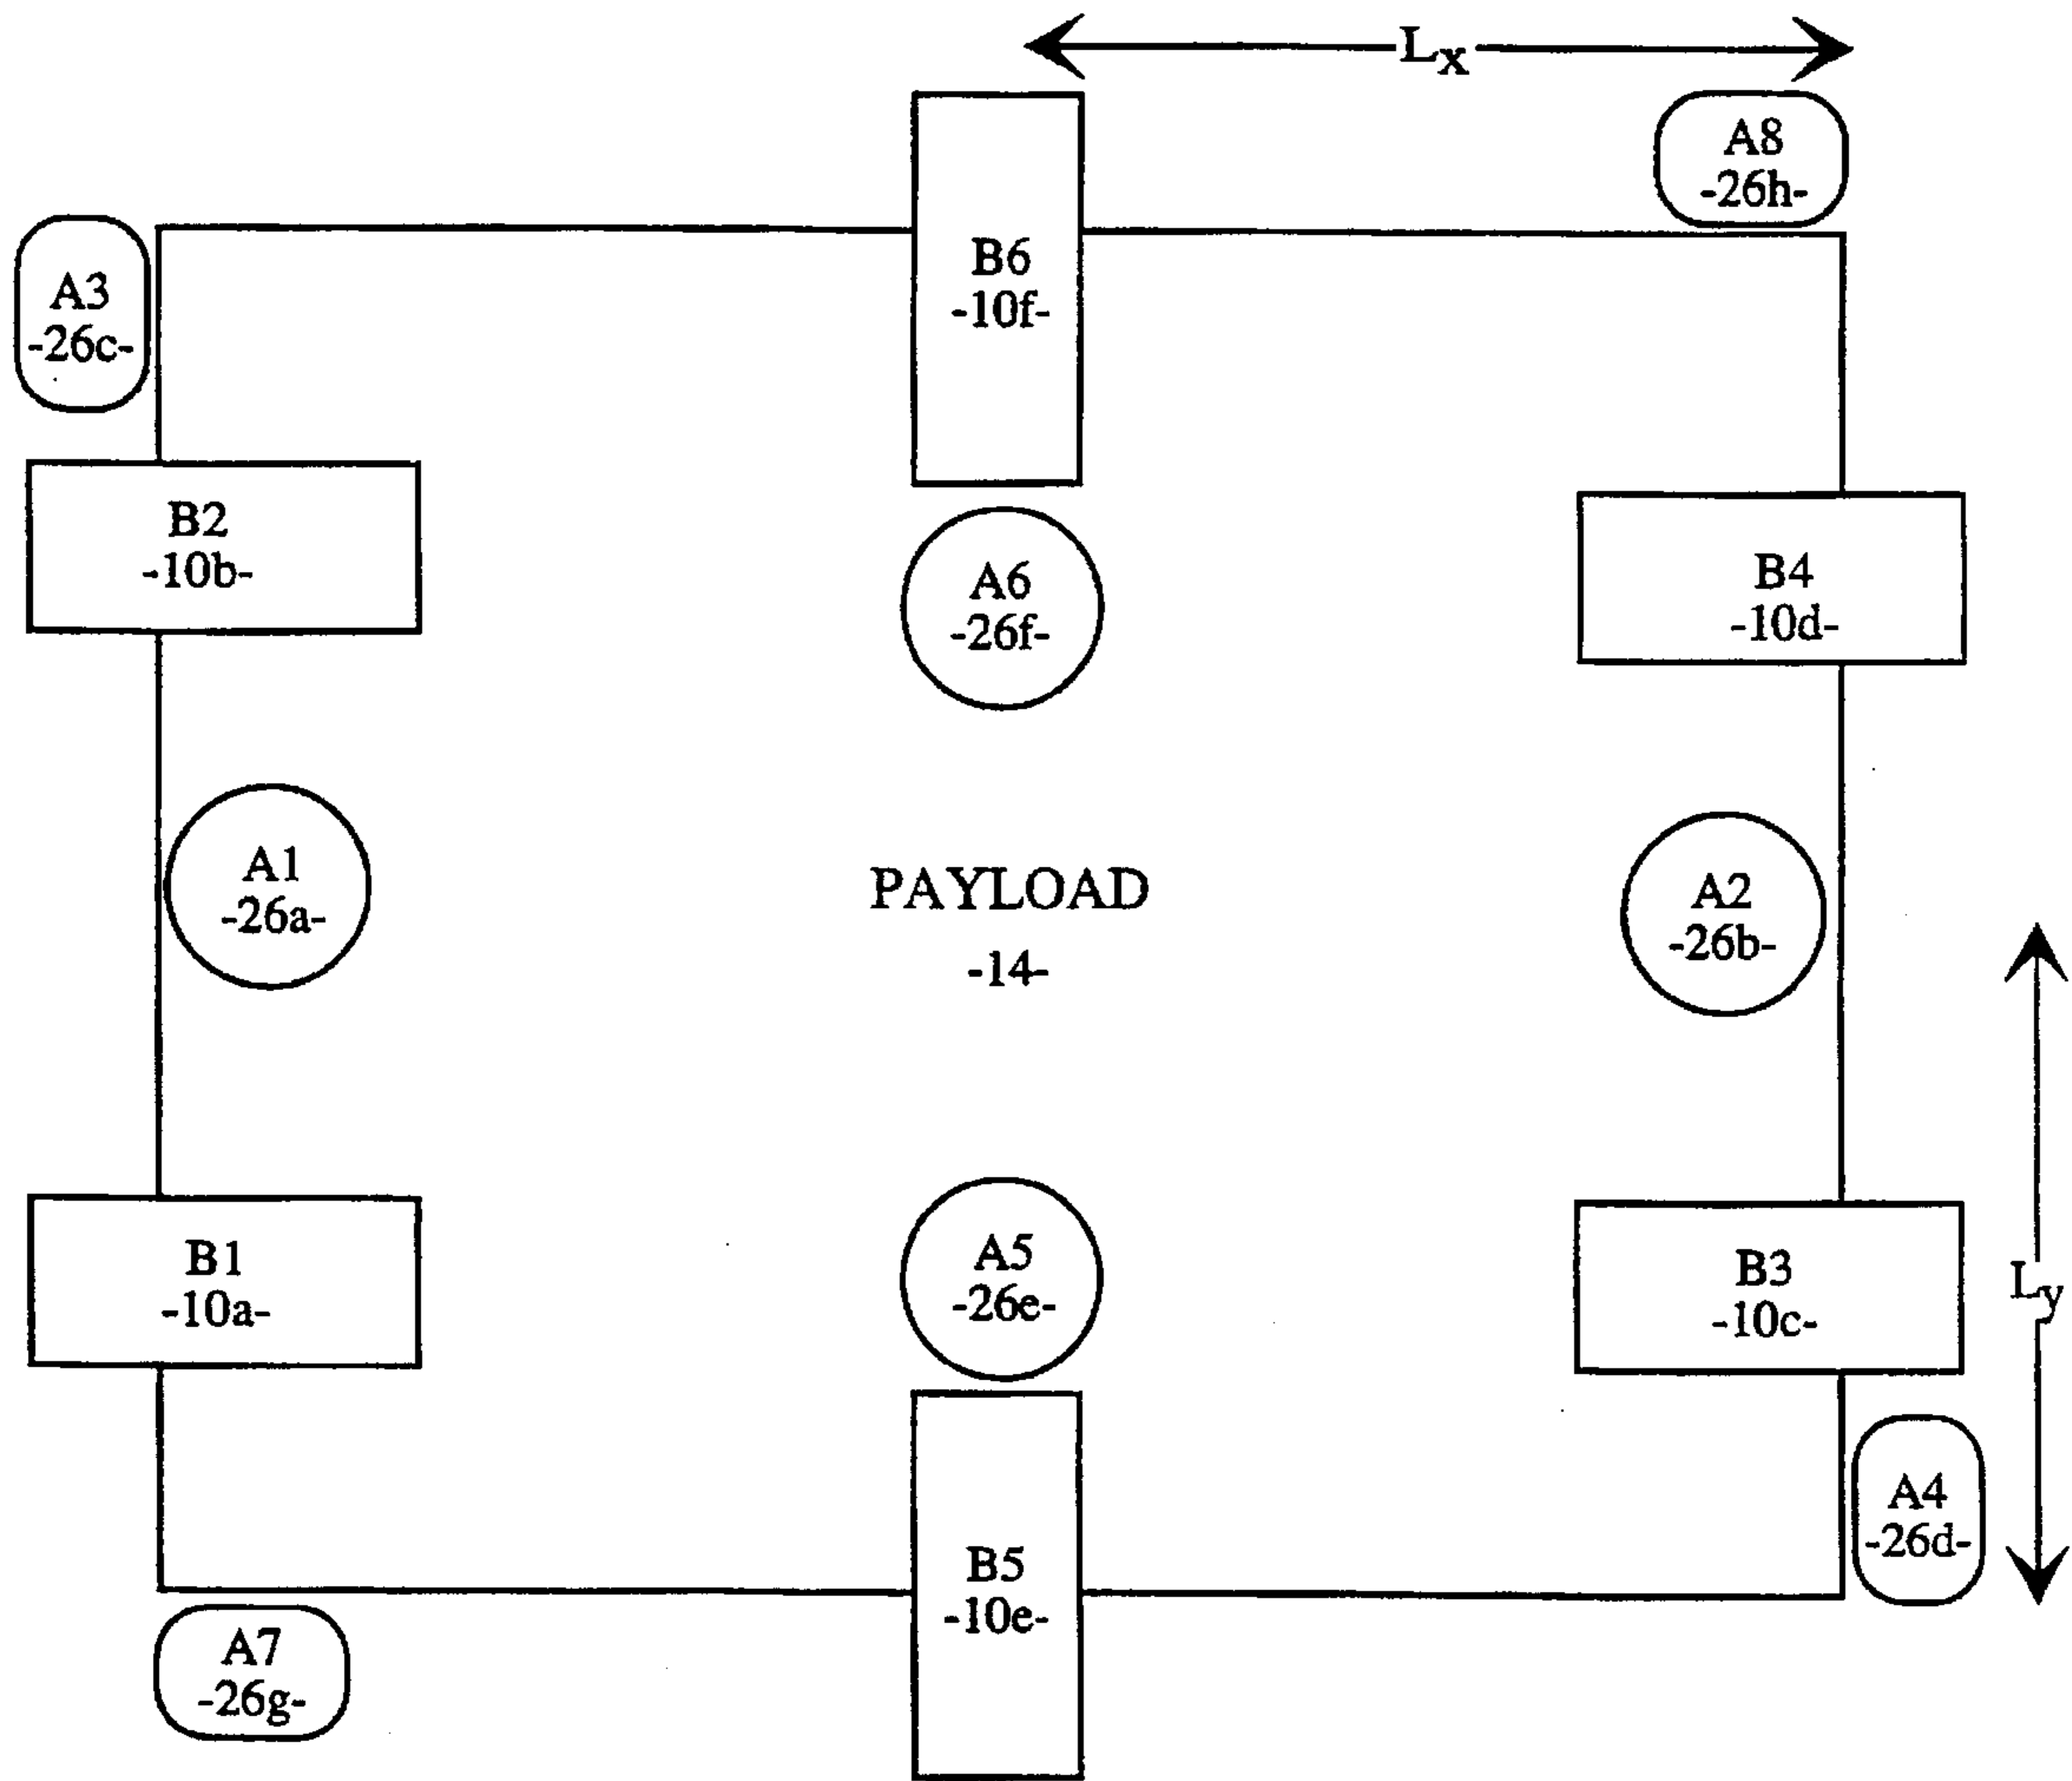 Lx
A8
-26h-
A3
-26c-
B6
-10f-
B2
-10b-
A6
-26f-
B4
-10d-
A1
-26a-
PAYLOAD
-14-
A2
-26b-
B1
-10a-
A5
-26e-
B3
-10c-
Ly
A4
-26d-
B5
-10e-
A7
-26g-